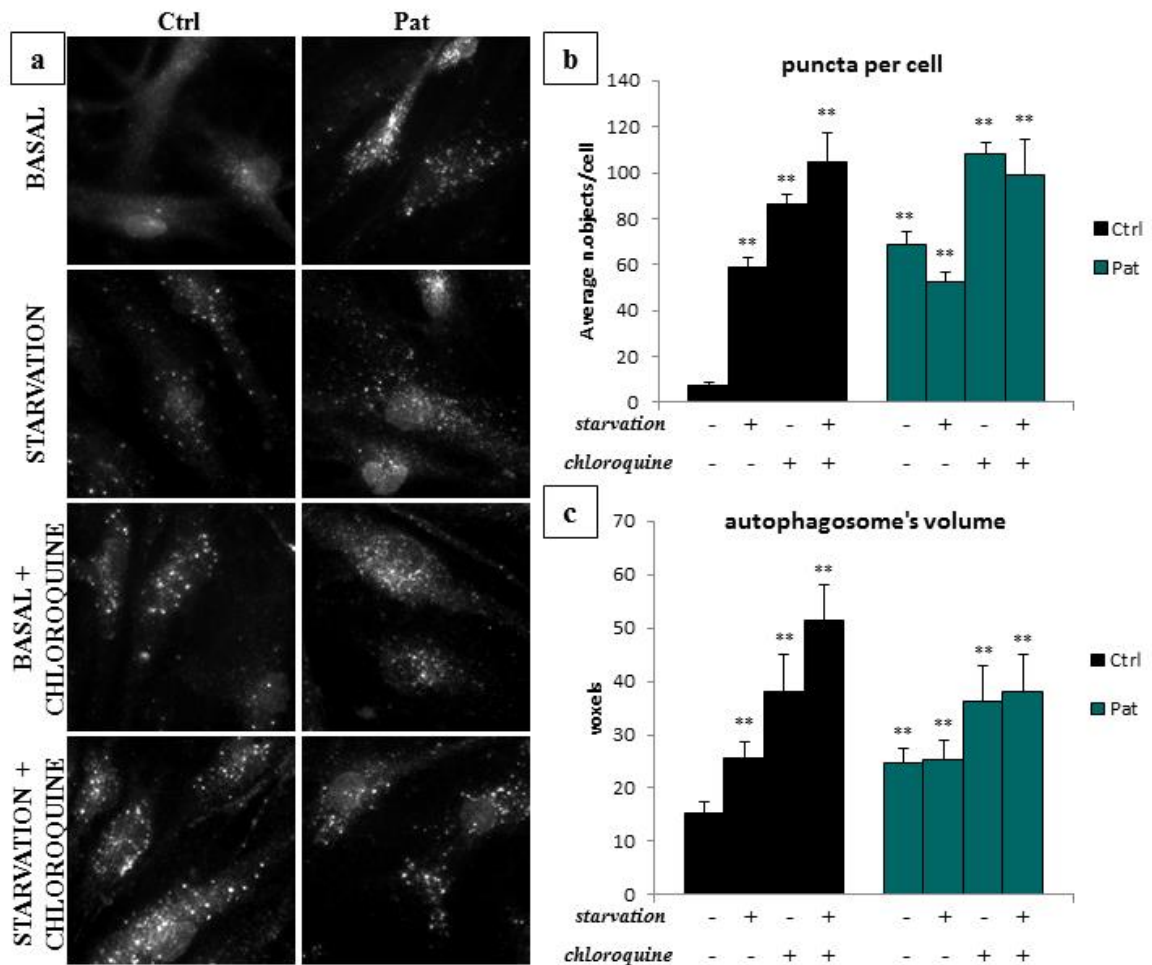 Ctrl Pat
a
BASAL
STARVATION
BASAL +
CHLOROQUINE
STARVATION +
CHLOROQUINE
b
puncta per cell
Average n.objects/cell
140
120
100
80
60
40
20
0
** ** ** ** ** ** **
Ctrl
Pat
starvation - + - + - + - +
chloroquine - - + + - - + +
c
autophagosome's volume
voxels
70
60
50
40
30
20
10
0
** ** ** ** ** ** **
Ctrl
Pat
starvation - + - + - + - +
chloroquine - - + + - - + +